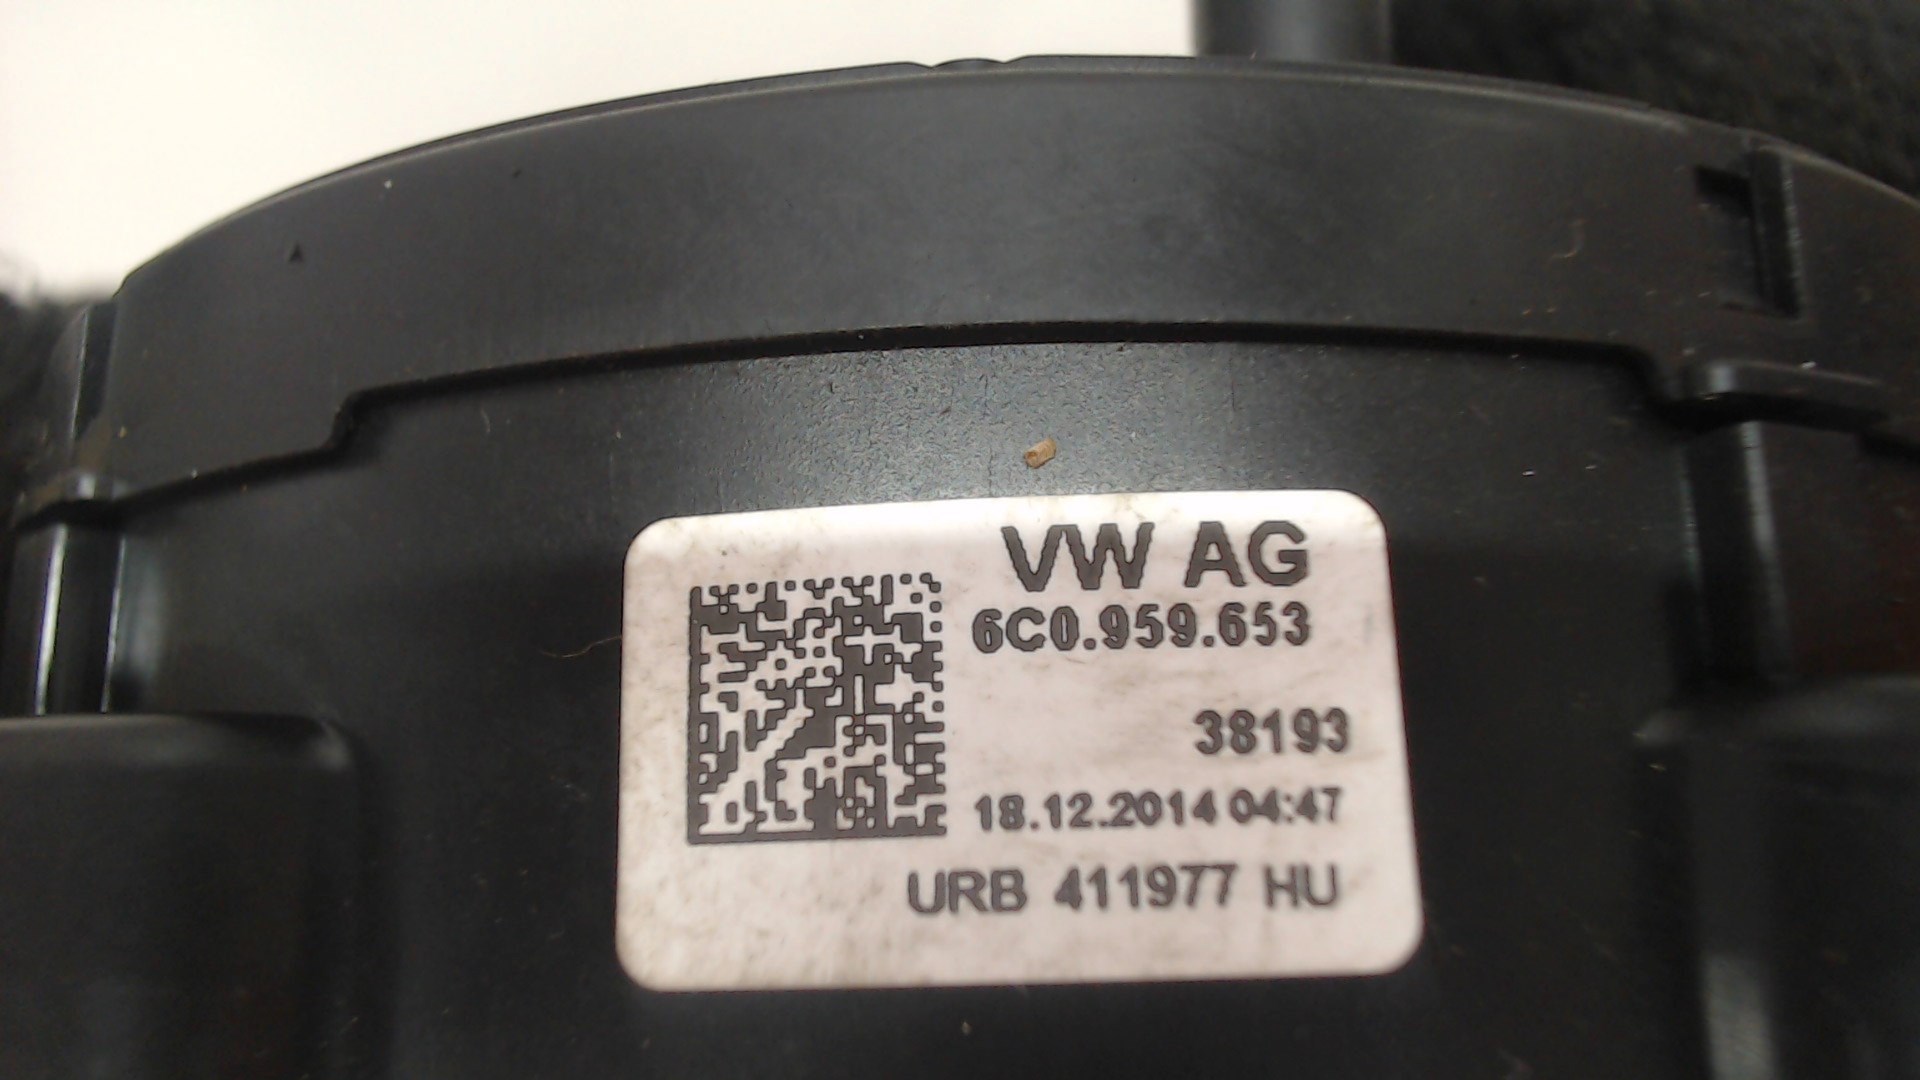 VW AG
6C0.959.653
38193
18.12.2014 04:47
URB 411977 HU